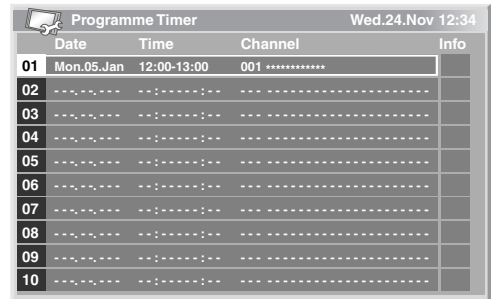 Programme Timer Wed.24.Nov 12:34
Date Time Channel Info
01 Mon.05.Jan 12:00-13:00 001 ************
02 ---.--.--- --:-----:-- --- -----------------------
03 ---.--.--- --:-----:-- --- -----------------------
04 ---.--.--- --:-----:-- --- -----------------------
05 ---.--.--- --:-----:-- --- -----------------------
06 ---.--.--- --:-----:-- --- -----------------------
07 ---.--.--- --:-----:-- --- -----------------------
08 ---.--.--- --:-----:-- --- -----------------------
09 ---.--.--- --:-----:-- --- -----------------------
10 ---.--.--- --:-----:-- --- -----------------------